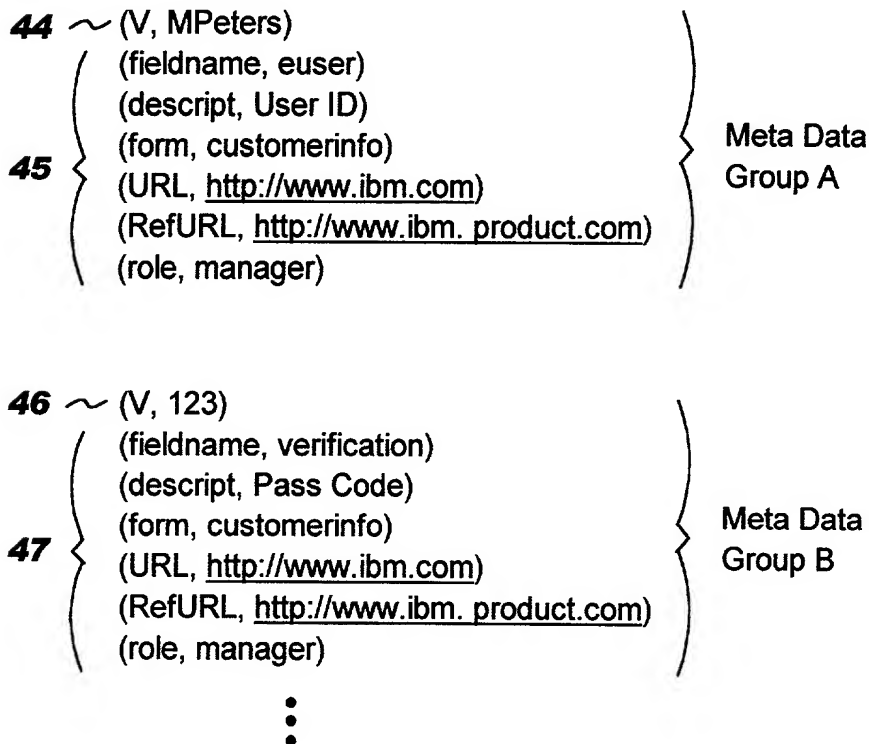 44 (V, MPeters)
(fieldname, euser)
(descript, User ID)
(form, customerinfo)
45
(URL, http://www.ibm.com)
(RefURL, http://www.ibm. product.com)
(role, manager)
Meta Data
Group A
46 (V, 123)
(fieldname, verification)
(descript, Pass Code)
(form, customerinfo)
47
(URL, http://www.ibm.com)
(RefURL, http://www.ibm. product.com)
(role, manager)
Meta Data
Group B